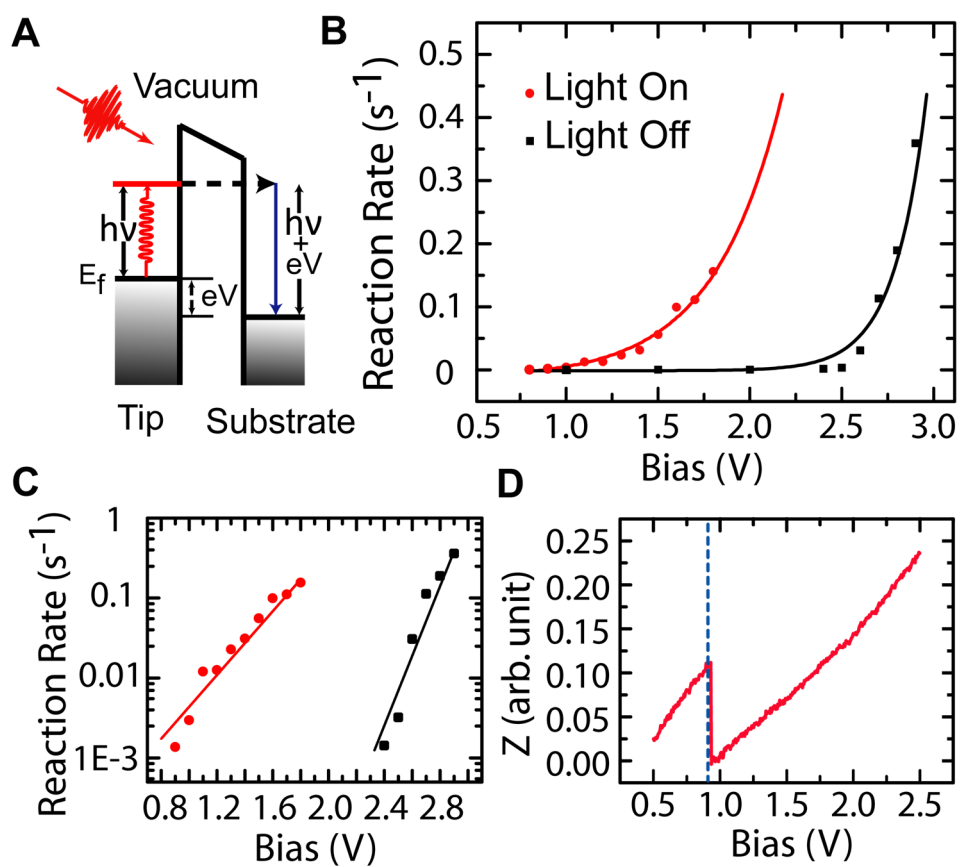 A
Vacuum
hν
hν
+
eV
E_f
eV
Tip
Substrate
B
Reaction Rate (s⁻¹)
0.5
0.4
0.3
0.2
0.1
0
Light On
Light Off
0.5 1.0 1.5 2.0 2.5 3.0
Bias (V)
C
Reaction Rate (s⁻¹)
1
0.1
0.01
1E-3
0.8 1.2 1.6 2.0 2.4 2.8
Bias (V)
D
Z (arb. unit)
0.25
0.20
0.15
0.10
0.05
0.00
0.5 1.0 1.5 2.0 2.5
Bias (V)